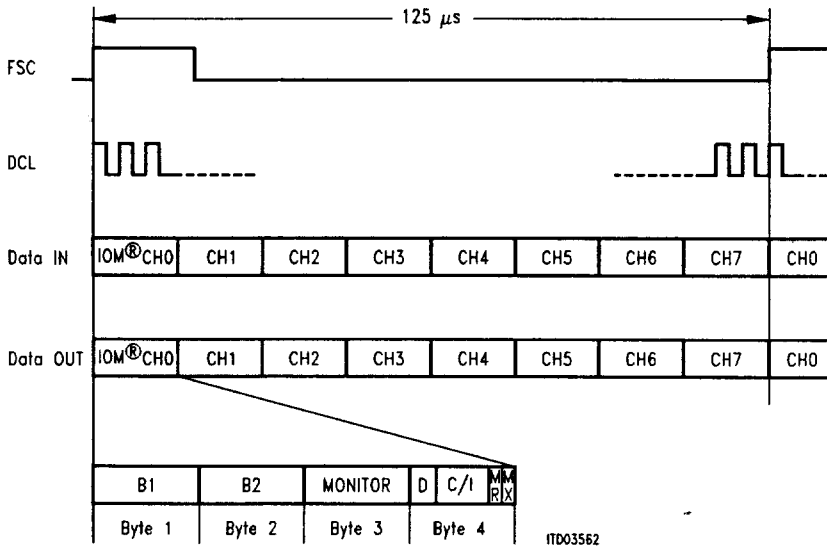 125 µs
FSC
DCL
Data IN IOM®CH0 CH1 CH2 CH3 CH4 CH5 CH6 CH7 CH0
Data OUT IOM®CH0 CH1 CH2 CH3 CH4 CH5 CH6 CH7 CH0
B1 B2 MONITOR D C/I MR MX
Byte 1 Byte 2 Byte 3 Byte 4
ITD03562